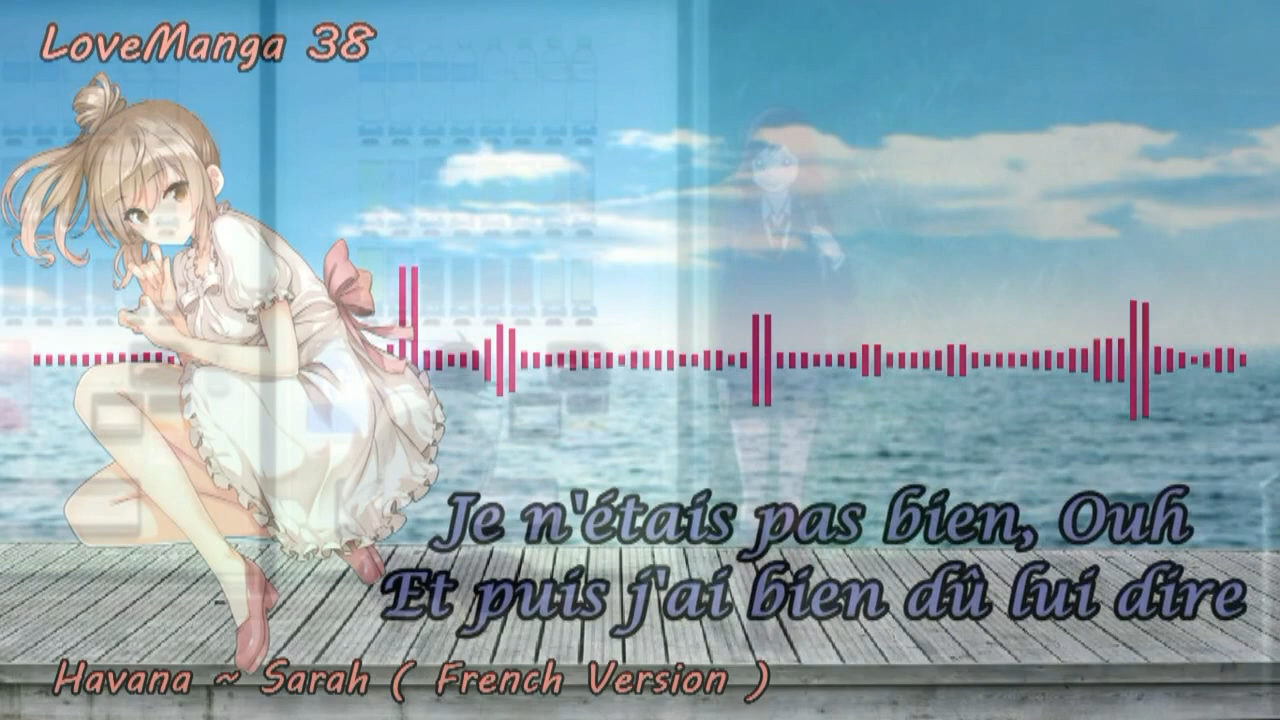 LoveManga 38
Je n'étais pas bien, Ouh
Et puis j'ai bien dû lui dire
Havana ~ Sarah ( French Version )